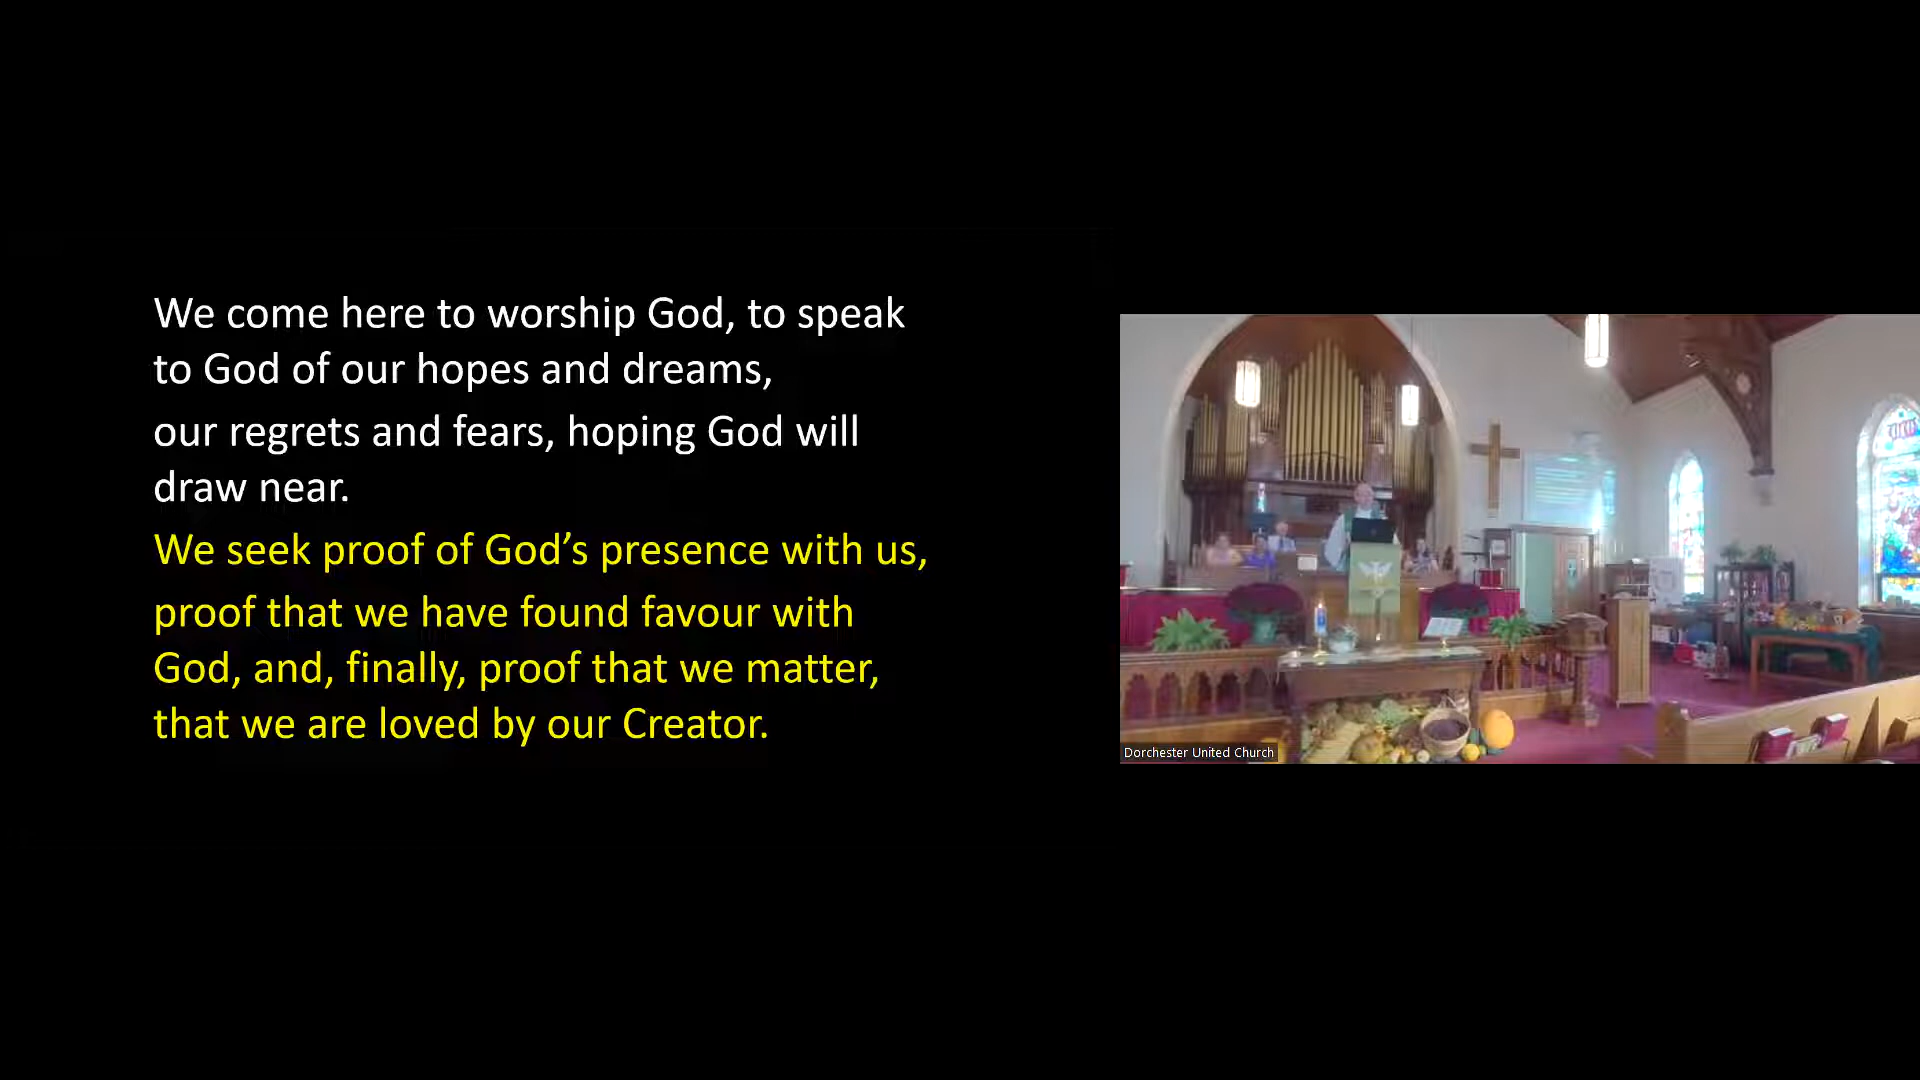 We come here to worship God, to speak
to God of our hopes and dreams,
our regrets and fears, hoping God will
draw near.
We seek proof of God’s presence with us,
proof that we have found favour with
God, and, finally, proof that we matter,
that we are loved by our Creator.
Dorchester United Church